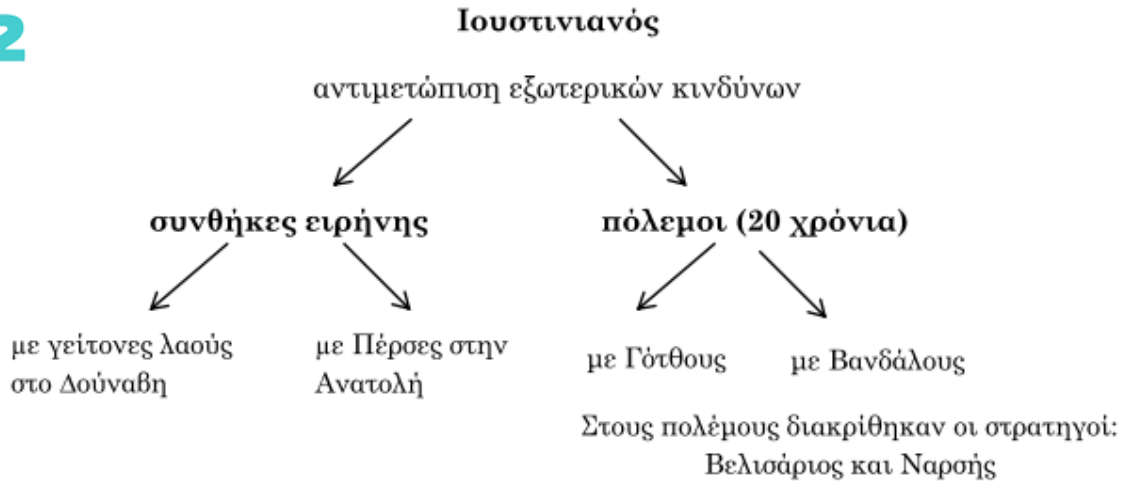 2
Ιουστινιανός
αντιμετώπιση εξωτερικών κινδύνων
συνθήκες ειρήνης
πόλεμοι (20 χρόνια)
με γείτονες λαούς
στο Δούναβη
με Πέρσες στην
Ανατολή
με Γότθους
με Βανδάλους
Στους πολέμους διακρίθηκαν οι στρατηγοί:
Βελισάριος και Ναρσής